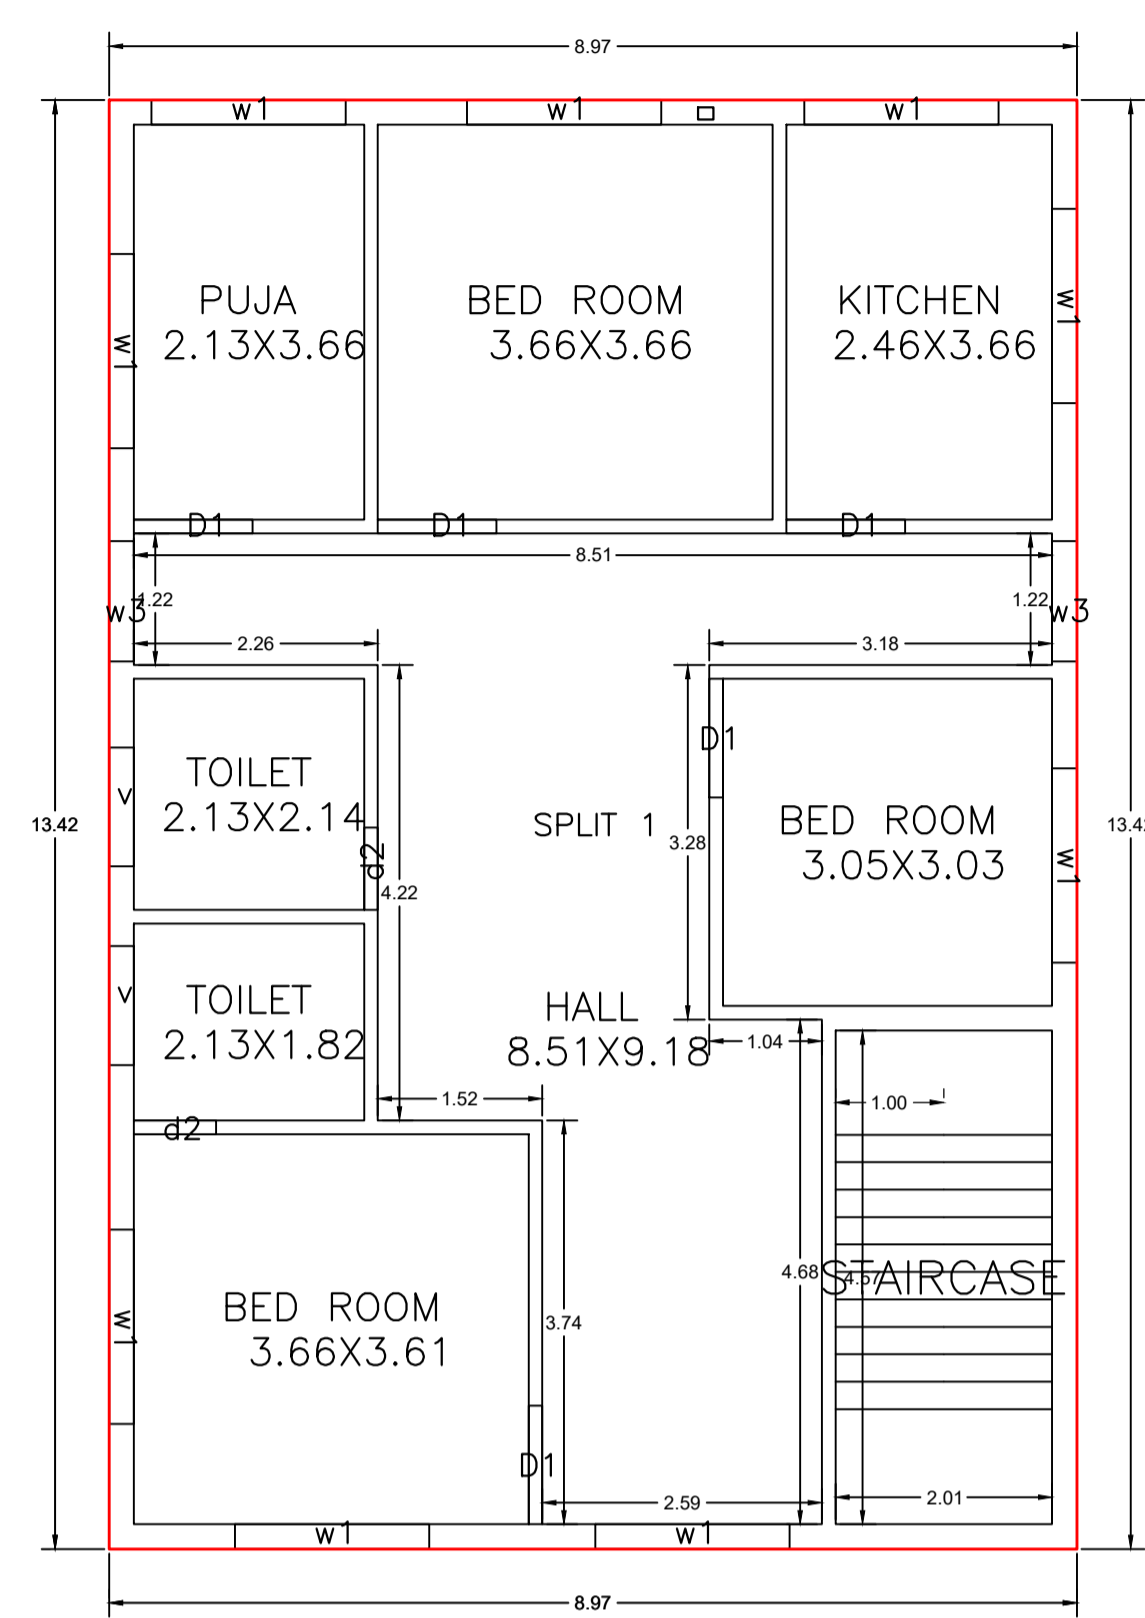 8.97
W1
W1
W1
PUJA
2.13X3.66
BED ROOM
3.66X3.66
KITCHEN
2.46X3.66
W1
W1
D1
D1
D1
8.51
1.22
1.22
W3
W3
2.26
3.18
D1
TOILET
2.13X2.14
V
d2
SPLIT 1
3.28
BED ROOM
3.05X3.03
W1
13.42
13.42
4.22
V
TOILET
2.13X1.82
HALL
8.51X9.18
1.04
1.52
1.00
d2
4.68
4.57
STAIRCASE
BED ROOM
3.66X3.61
W1
3.74
D1
2.59
2.01
W1
W1
8.97